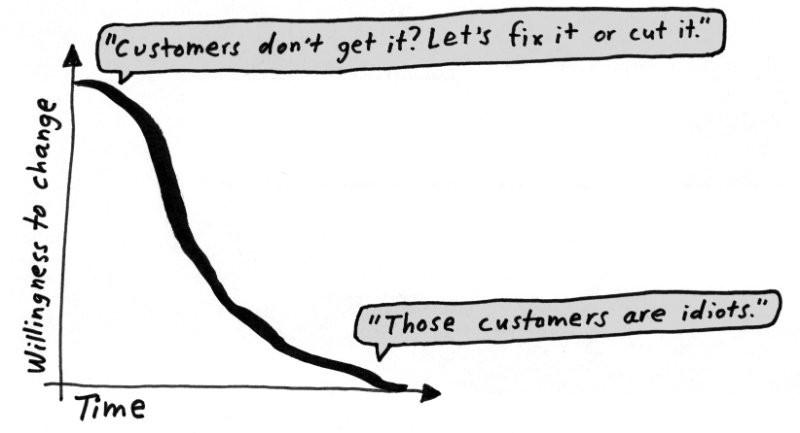 "Customers don't get it? Let's fix it or cut it."
Willingness to change
"Those customers are idiots."
Time